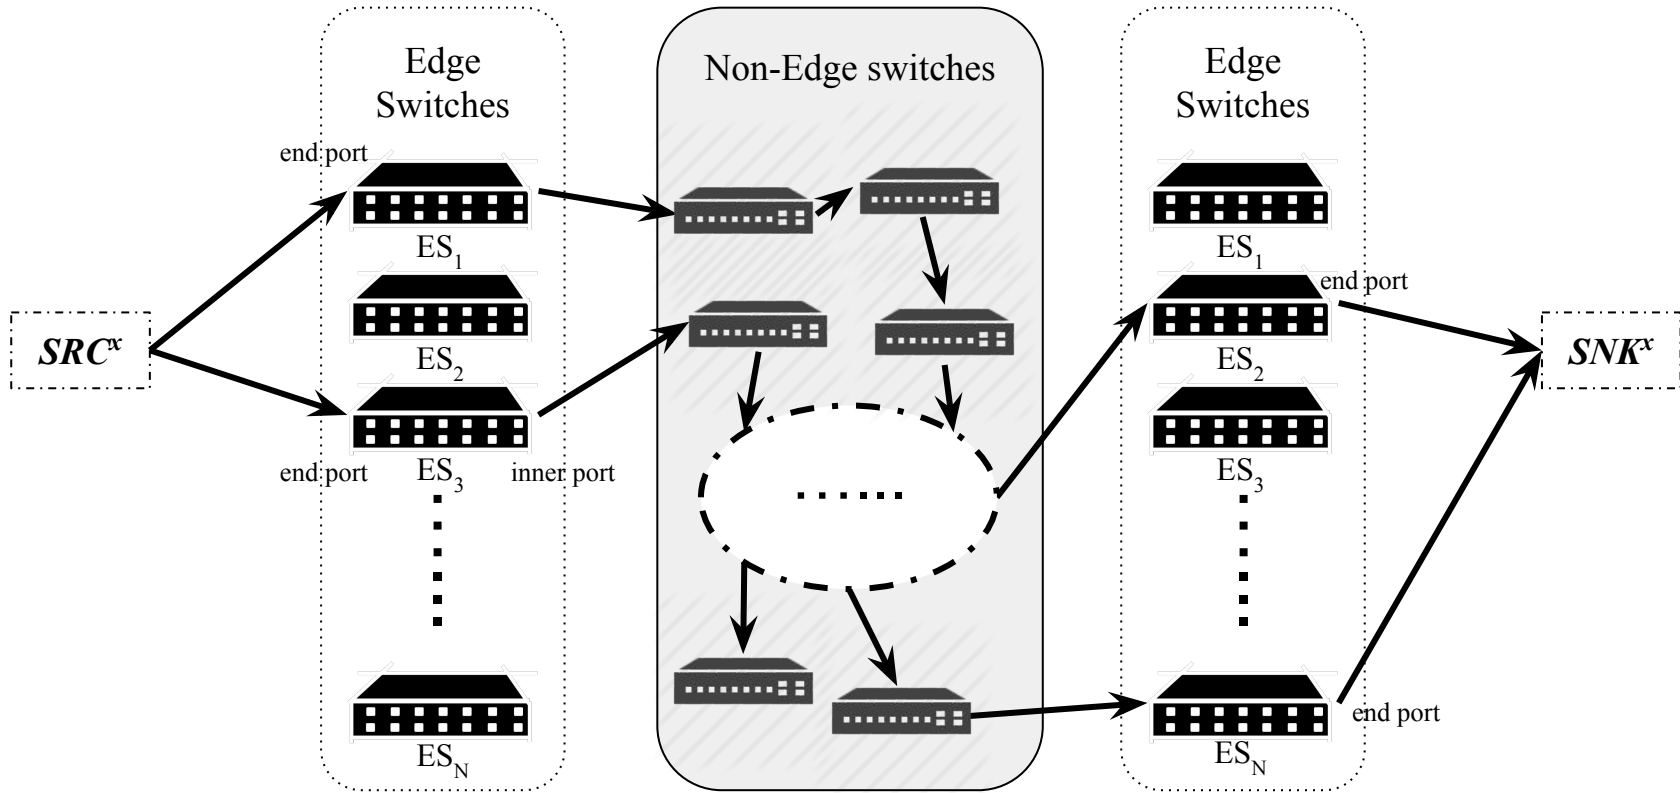 Edge
Switches
end port
ES1
ES2
end port
ES3
inner port
ESN
SRCx
Non-Edge switches
Edge
Switches
ES1
end port
ES2
ES3
ESN
end port
SNKx